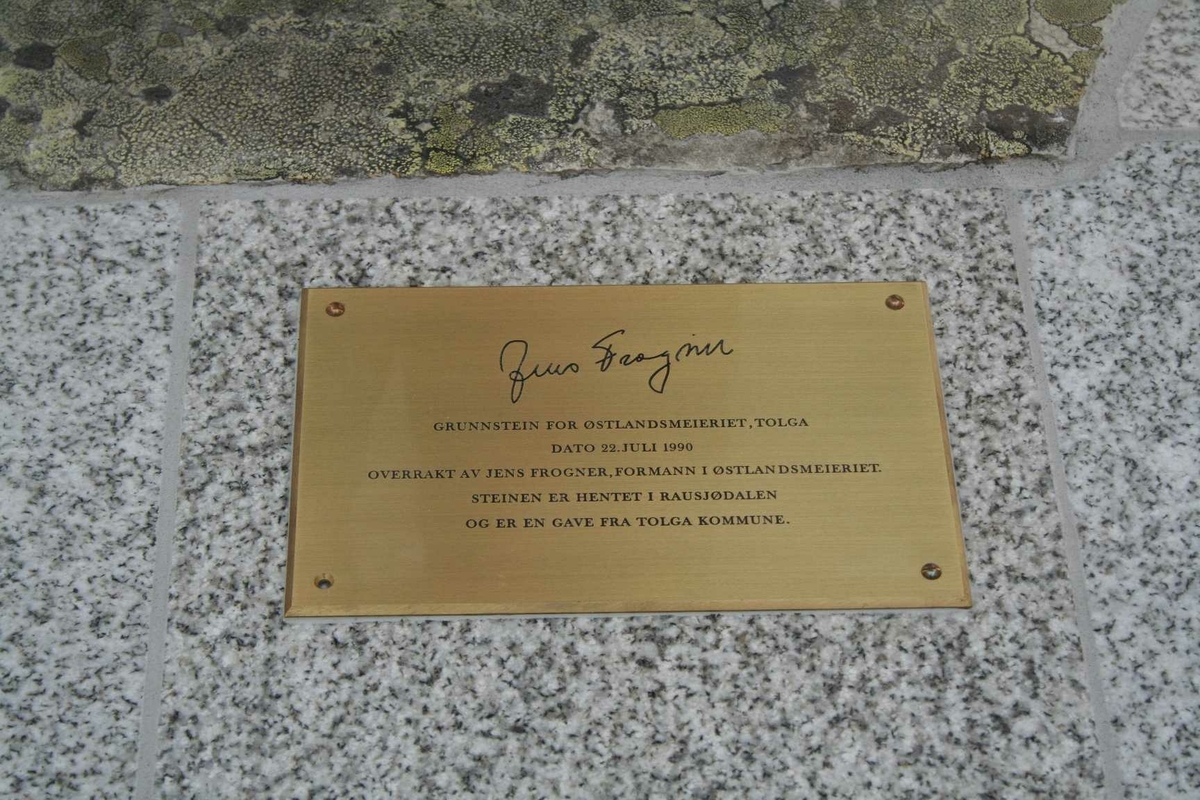 Jens Frogner
GRUNNSTEIN FOR ØSTLANDSMEIERIET, TOLGA
DATO 22. JULI 1990
OVERRAKT AV JENS FROGNER, FORMANN I ØSTLANDSMEIERIET.
STEINEN ER HENTET I RAUSJØDALEN
OG ER EN GAVE FRA TOLGA KOMMUNE.